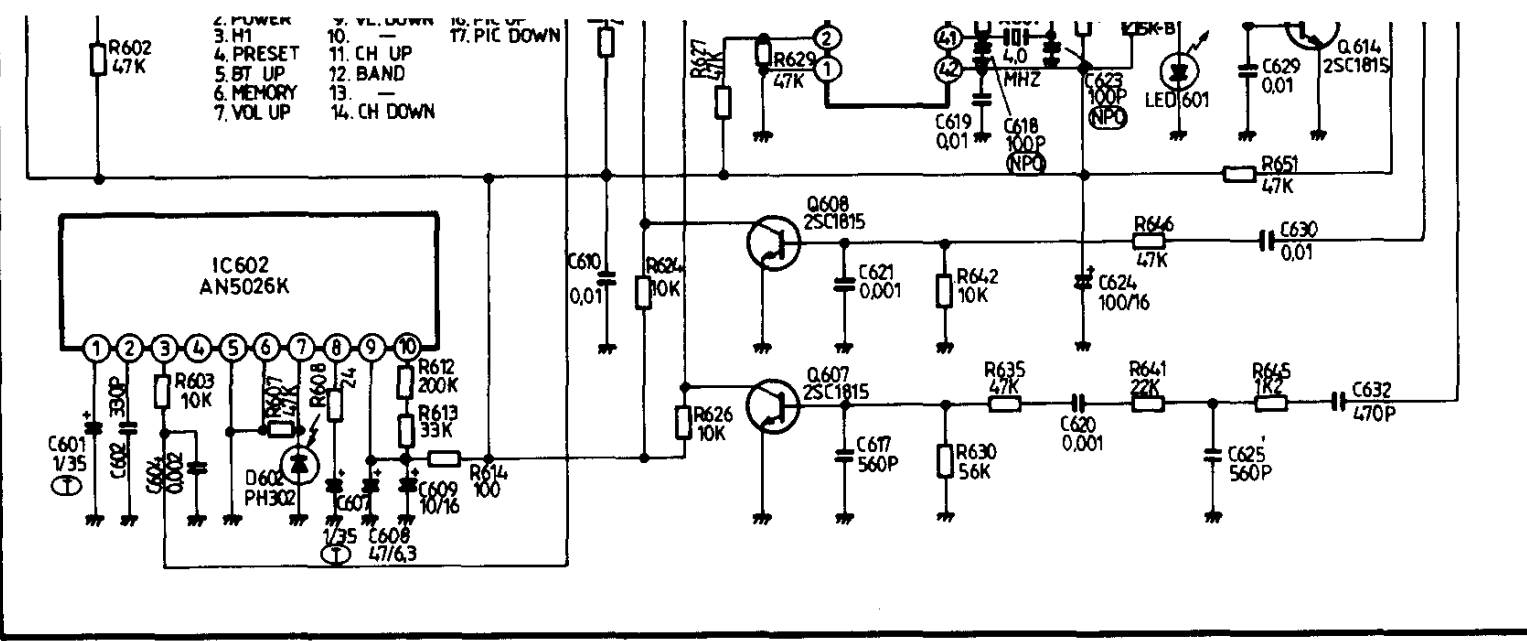 2. POWER
3. H1
4. PRESET
5. BT UP
6. MEMORY
7. VOL UP
9. VL. DOWN
10. —
11. CH UP
12. BAND
13. —
14. CH DOWN
16. PIC UP
17. PIC DOWN
R602
47K
R627
47K
R629
47K
2
1
41
42
4,0
MHZ
C619
0,01
C618
100P
NPO
C623
100P
NPO
5K-B
LED 601
C629
0,01
Q614
2SC1815
R651
47K
IC602
AN5026K
1
2
3
4
5
6
7
8
9
10
C610
0,01
R624
10K
Q608
2SC1815
C621
0,001
R642
10K
R646
47K
C630
0,01
C624
100/16
C601
1/35
330P
C602
R603
10K
C604
0,002
R607
47K
R608
24
D602
PH302
R612
200K
R613
33K
R614
100
C607
1/35
C608
47/6,3
C609
10/16
R626
10K
Q607
2SC1815
C617
560P
R630
56K
R635
47K
C620
0,001
R641
22K
R645
1K2
C625
560P
C632
470P